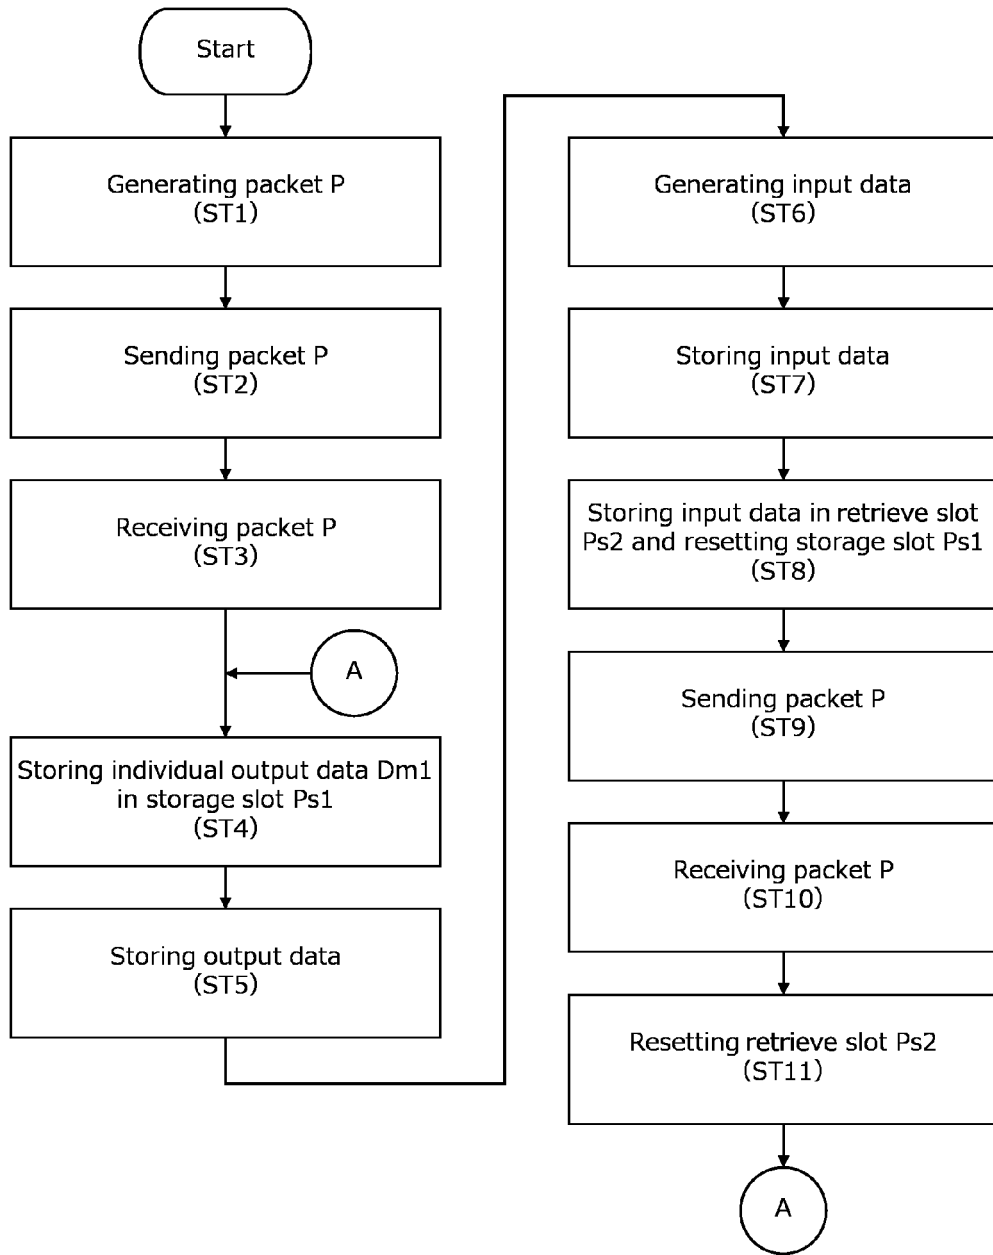 Start
Generating packet P
(ST1)
Sending packet P
(ST2)
Receiving packet P
(ST3)
A
Storing individual output data Dm1
in storage slot Ps1
(ST4)
Storing output data
(ST5)
Generating input data
(ST6)
Storing input data
(ST7)
Storing input data in retrieve slot
Ps2 and resetting storage slot Ps1
(ST8)
Sending packet P
(ST9)
Receiving packet P
(ST10)
Resetting retrieve slot Ps2
(ST11)
A